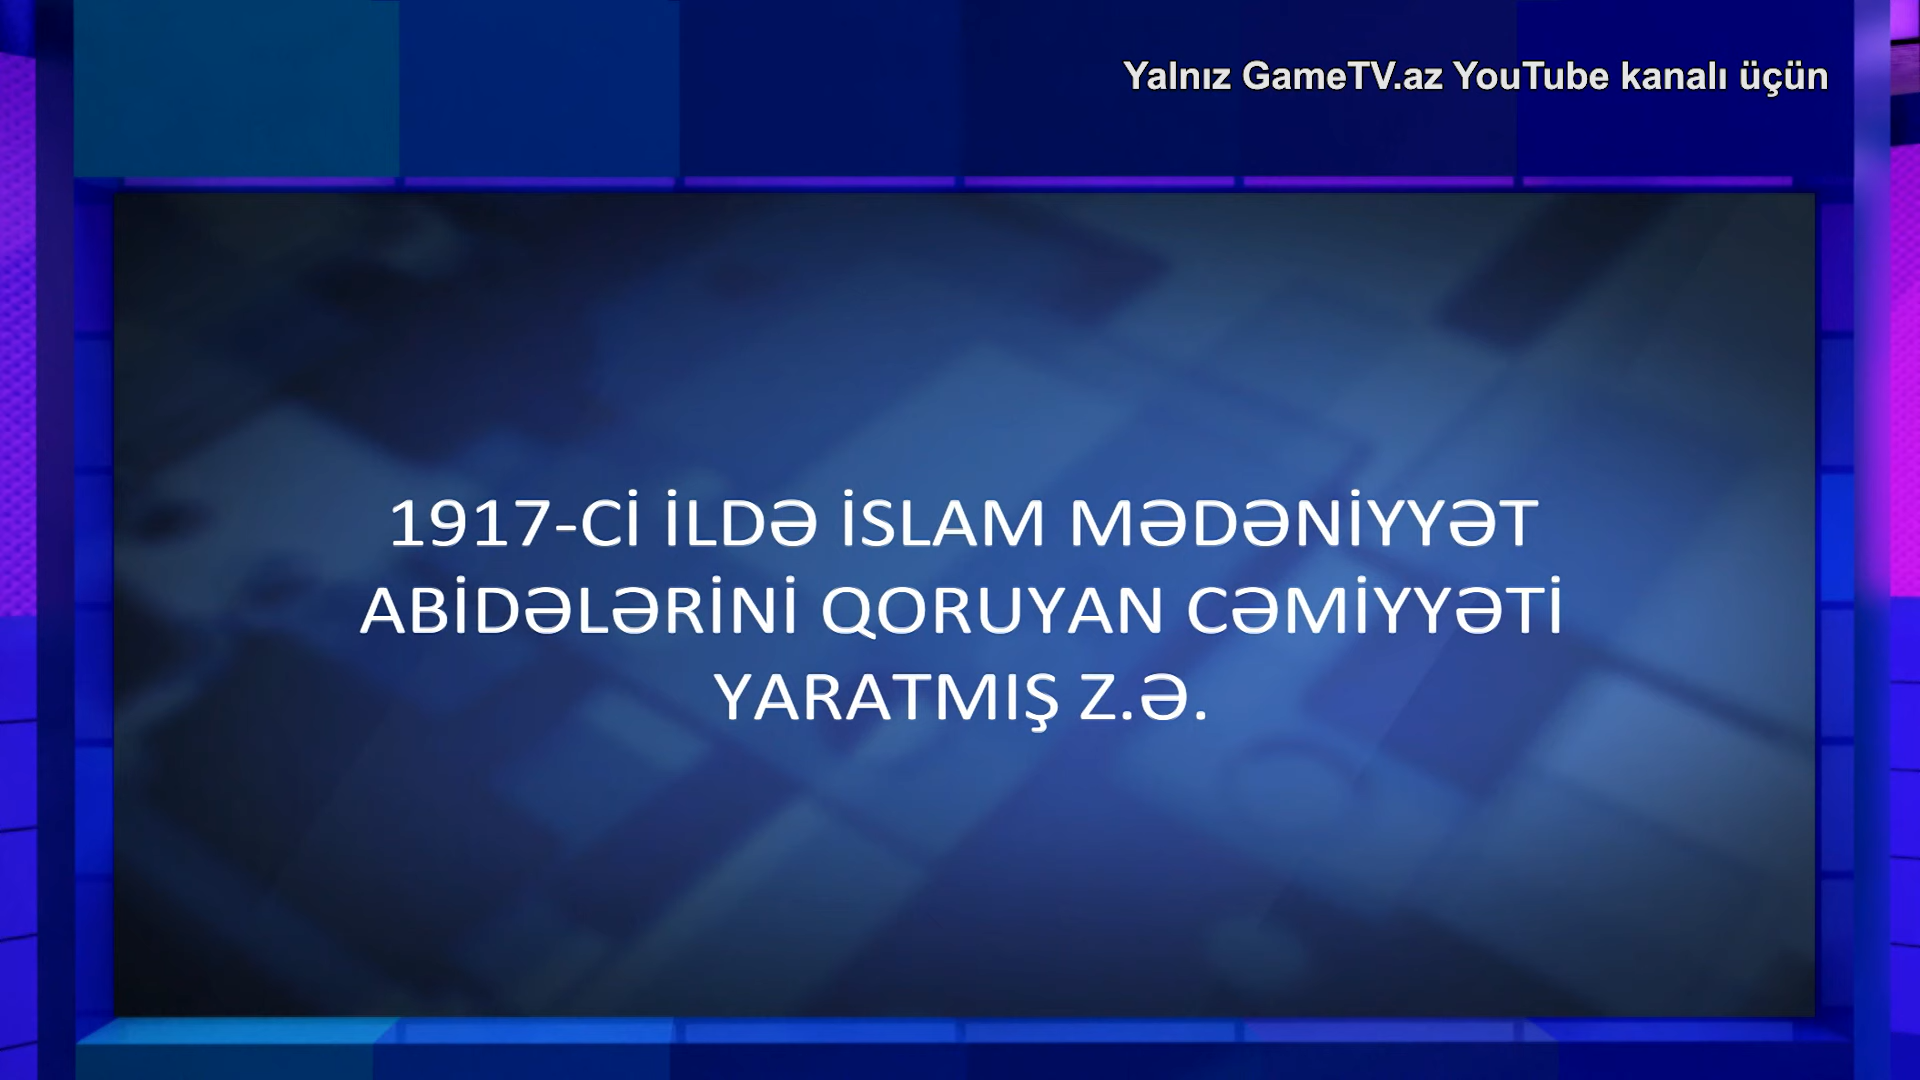 Yalnız GameTV.az YouTube kanalı üçün
1917-Cİ İLDƏ İSLAM MƏDƏNİYYƏT
ABİDƏLƏRİNİ QORUYAN CƏMİYYƏTİ
YARATMIŞ Z.Ə.